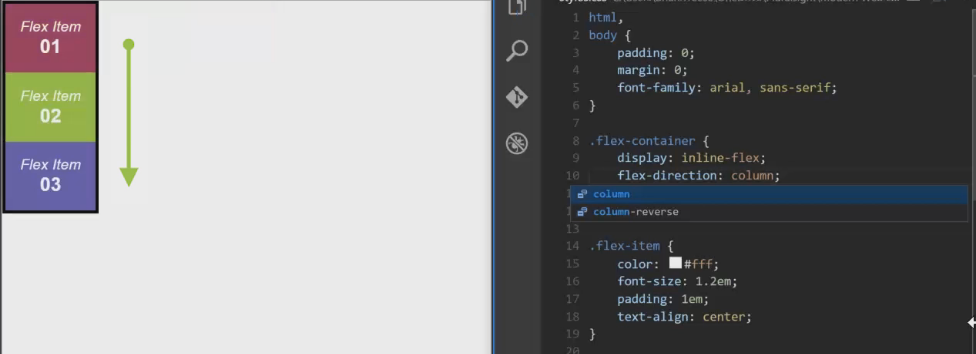 Flex Item
01
Flex Item
02
Flex Item
03
1 html,
2 body {
3 padding: 0;
4 margin: 0;
5 font-family: arial, sans-serif;
6 }
7
8 .flex-container {
9 display: inline-flex;
10 flex-direction: column;
column
column-reverse
13
14 .flex-item {
15 color: #fff;
16 font-size: 1.2em;
17 padding: 1em;
18 text-align: center;
19 }
20